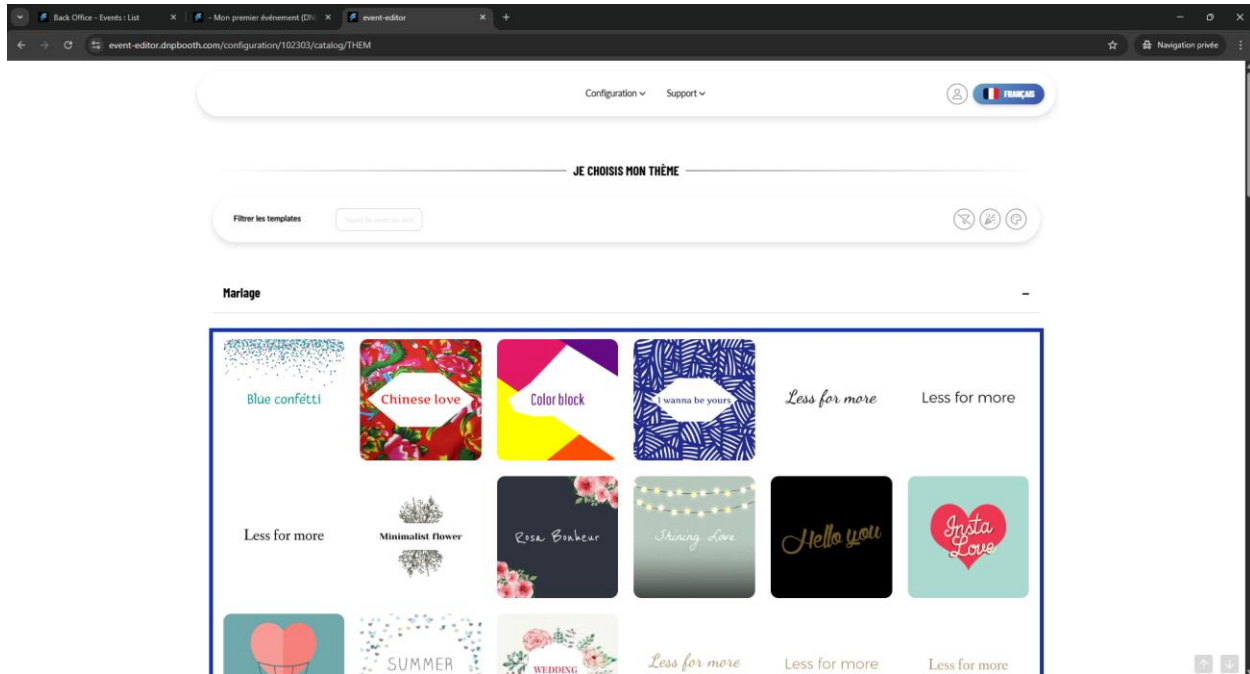 Back Office - Events : List
- Mon premier événement (DN
event-editor
event-editor.dnpbooth.com/configuration/102303/catalog/THEM
Navigation privée
Configuration
Support
FRANÇAIS
JE CHOISIS MON THÈME
Filtrer les templates
Mariage
Blue confetti
Chinese love
Color block
I wanna be yours
Less for more
Less for more
Less for more
Minimalist flower
Rosa Bonheur
Shining Love
Hello you
Insta Love
SUMMER
WEDDING
Less for more
Less for more
Less for more